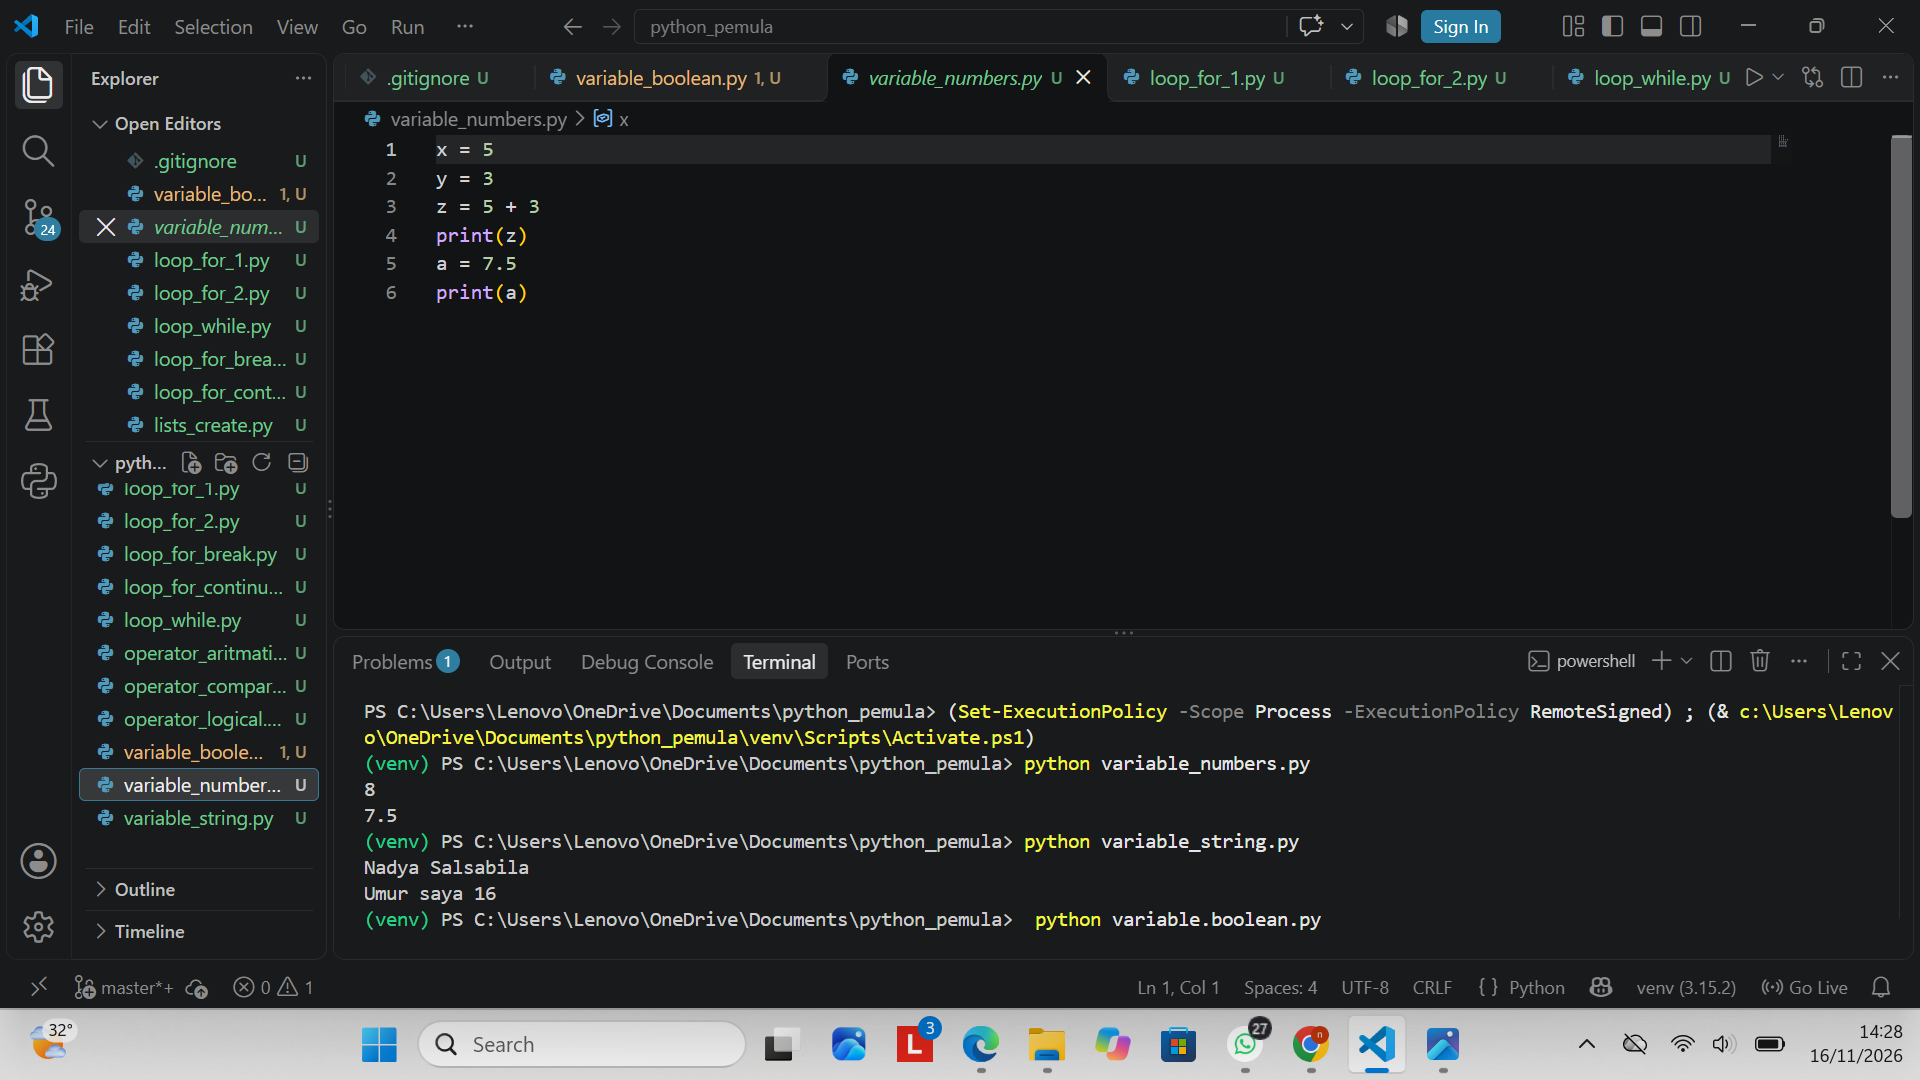 File Edit Selection View Go Run ···
python_pemula
Sign In
Explorer
Open Editors
.gitignore U
variable_bo... 1, U
variable_num... U
loop_for_1.py U
loop_for_2.py U
loop_while.py U
loop_for_brea... U
loop_for_cont... U
lists_create.py U
pyth...
loop_for_1.py U
loop_for_2.py U
loop_for_break.py U
loop_for_continu... U
loop_while.py U
operator_aritmati... U
operator_compar... U
operator_logical.... U
variable_boole... 1, U
variable_number... U
variable_string.py U
Outline
Timeline
24
.gitignore U
variable_boolean.py 1, U
variable_numbers.py U
loop_for_1.py U
loop_for_2.py U
loop_while.py U
variable_numbers.py > x
1 x = 5
2 y = 3
3 z = 5 + 3
4 print(z)
5 a = 7.5
6 print(a)
Problems 1 Output Debug Console Terminal Ports
powershell
PS C:\Users\Lenovo\OneDrive\Documents\python_pemula> (Set-ExecutionPolicy -Scope Process -ExecutionPolicy RemoteSigned) ; (& c:\Users\Lenov
o\OneDrive\Documents\python_pemula\venv\Scripts\Activate.ps1)
(venv) PS C:\Users\Lenovo\OneDrive\Documents\python_pemula> python variable_numbers.py
8
7.5
(venv) PS C:\Users\Lenovo\OneDrive\Documents\python_pemula> python variable_string.py
Nadya Salsabila
Umur saya 16
(venv) PS C:\Users\Lenovo\OneDrive\Documents\python_pemula>  python variable.boolean.py
master*+ 0 1
Ln 1, Col 1 Spaces: 4 UTF-8 CRLF { } Python venv (3.15.2) Go Live
32°
Search
L 3
27
n
14:28
16/11/2026